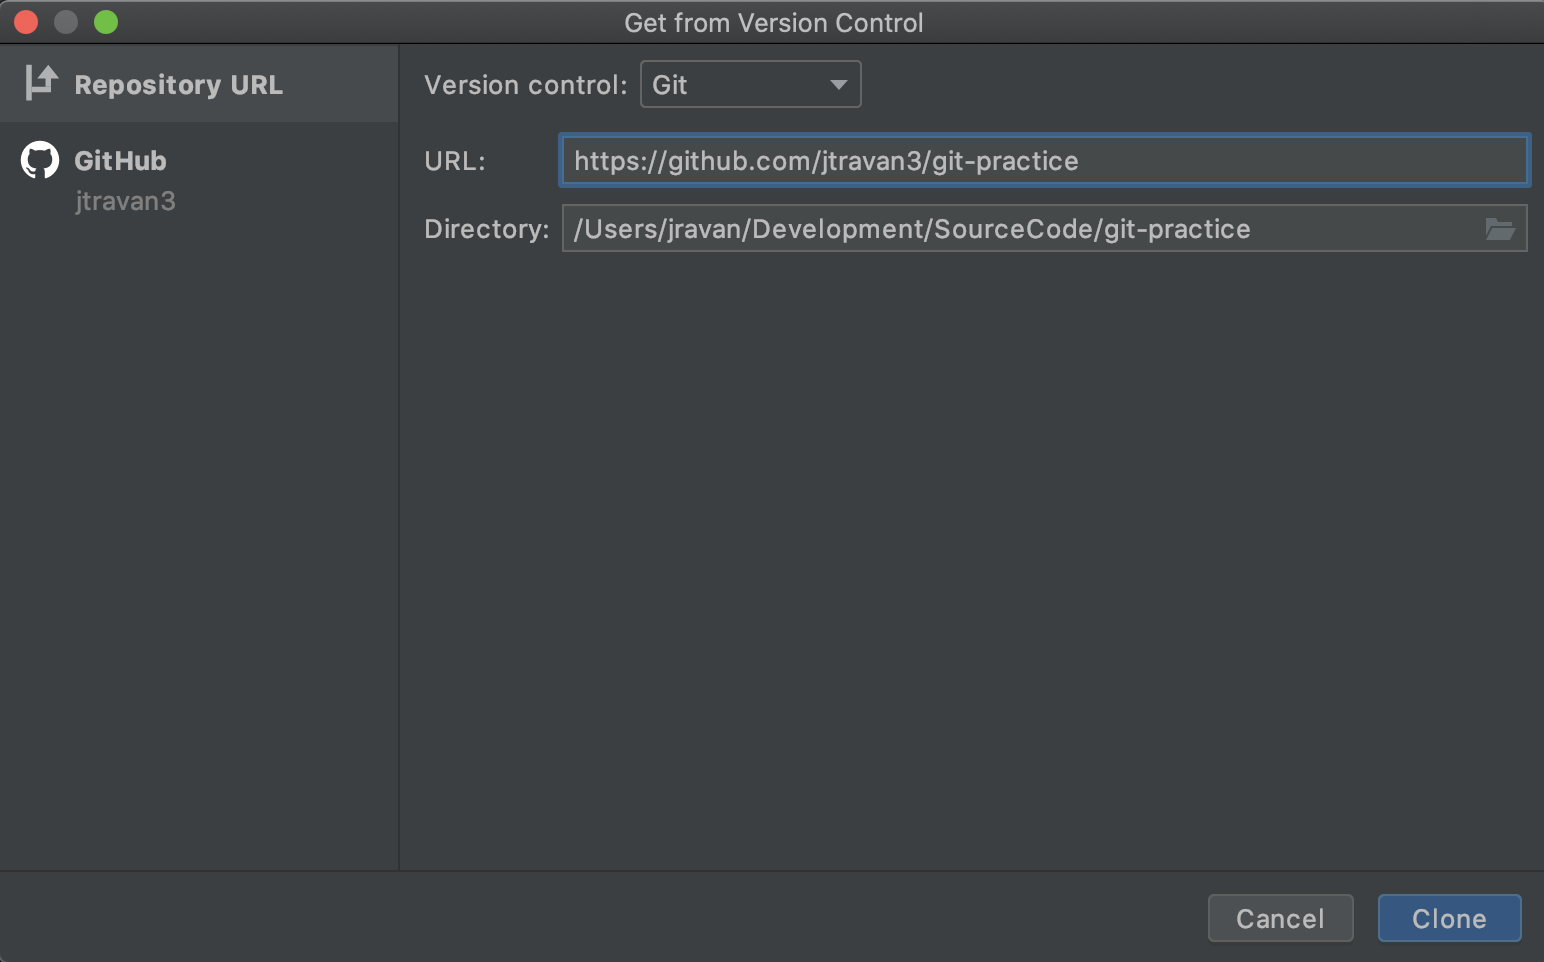 Get from Version Control
Repository URL
GitHub
jtravan3
Version control: Git
URL: https://github.com/jtravan3/git-practice
Directory: /Users/jravan/Development/SourceCode/git-practice
Cancel Clone